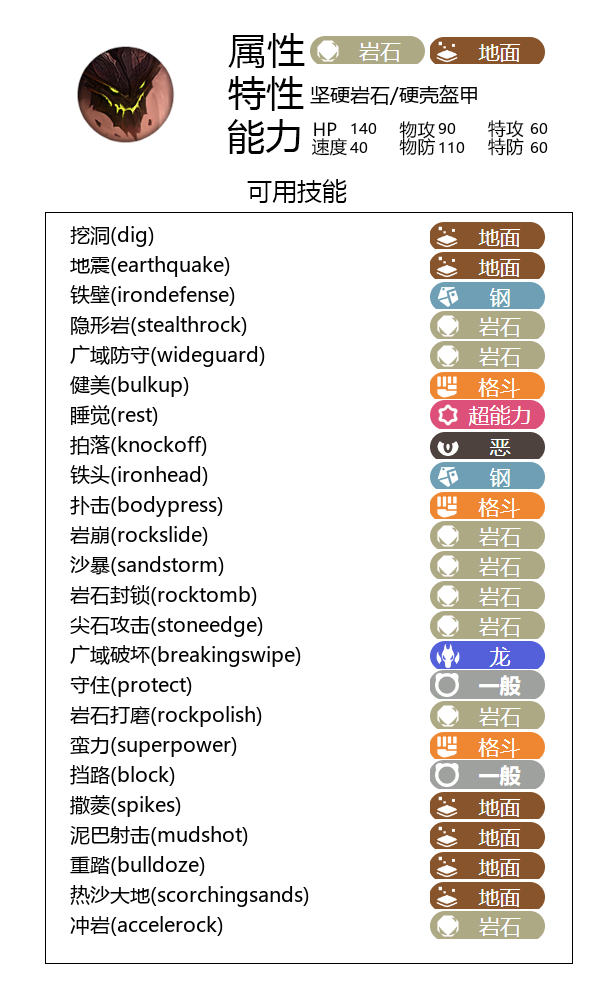 属性 岩石 地面
特性 坚硬岩石/硬壳盔甲
能力 HP 140 物攻 90 特攻 60
速度 40 物防 110 特防 60
可用技能
挖洞(dig) 地面
地震(earthquake) 地面
铁壁(irondefense) 钢
隐形岩(stealthrock) 岩石
广域防守(wideguard) 岩石
健美(bulkup) 格斗
睡觉(rest) 超能力
拍落(knockoff) 恶
铁头(ironhead) 钢
扑击(bodypress) 格斗
岩崩(rockslide) 岩石
沙暴(sandstorm) 岩石
岩石封锁(rocktomb) 岩石
尖石攻击(stoneedge) 岩石
广域破坏(breakingswipe) 龙
守住(protect) 一般
岩石打磨(rockpolish) 岩石
蛮力(superpower) 格斗
挡路(block) 一般
撒菱(spikes) 地面
泥巴射击(mudshot) 地面
重踏(bulldoze) 地面
热沙大地(scorchingsands) 地面
冲岩(accelerock) 岩石